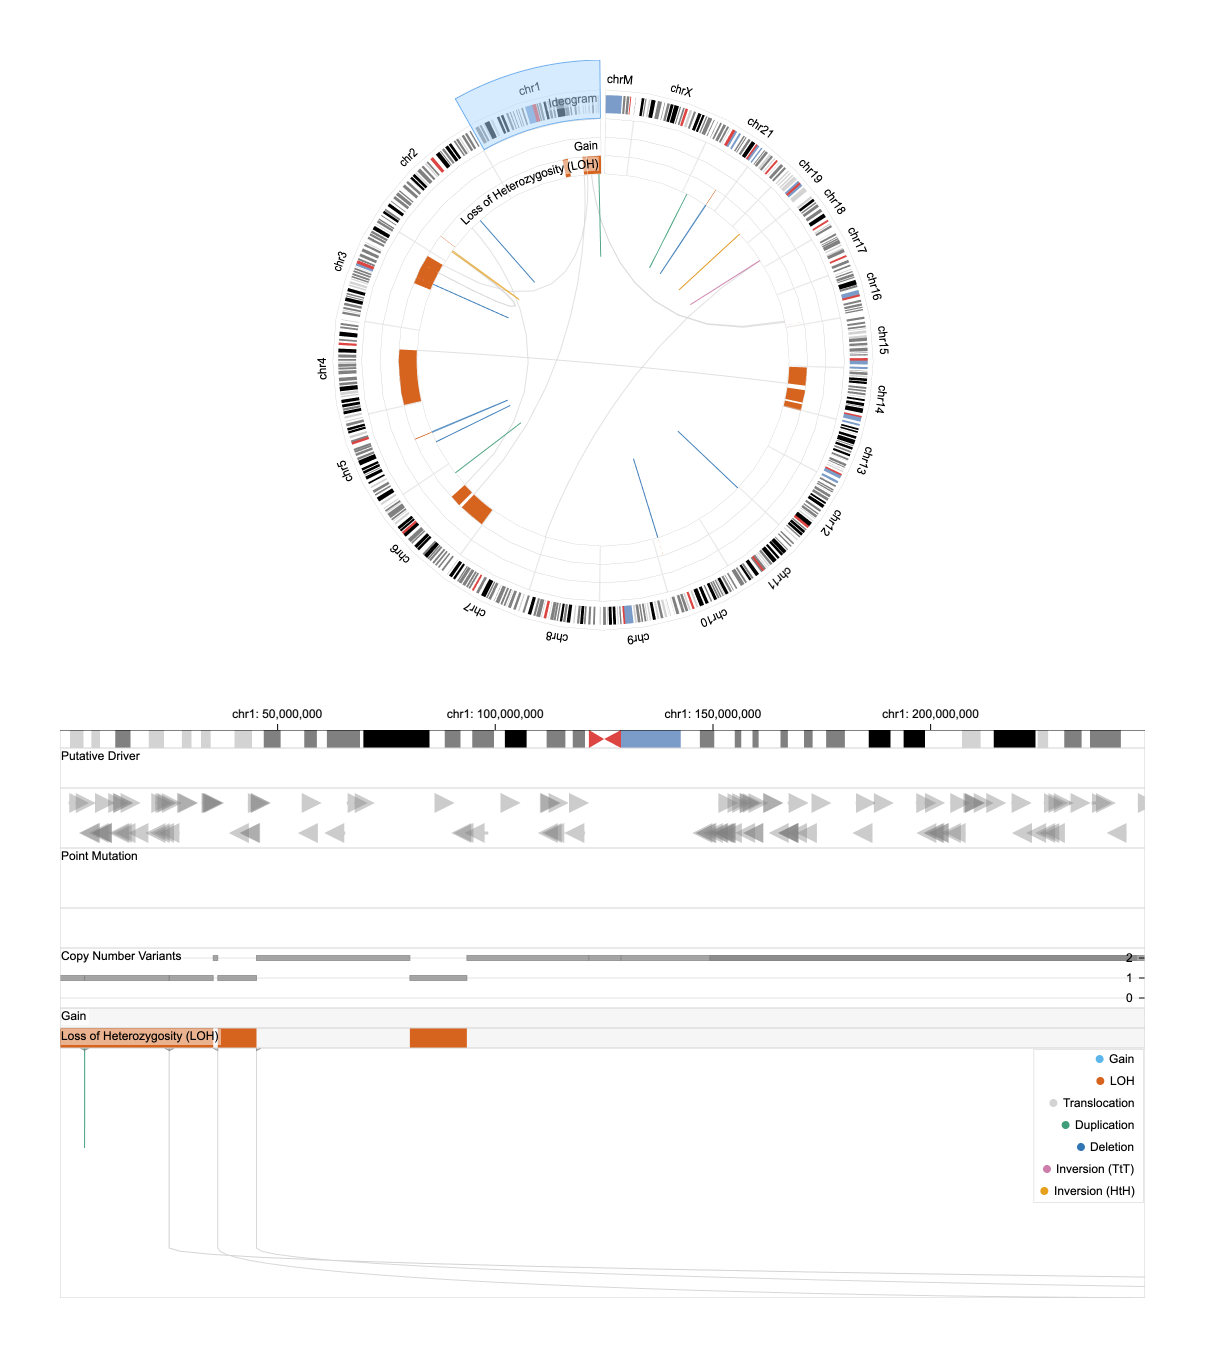 chrM
chrX
chr21
chr19
chr18
chr17
chr16
chr15
chr14
chr13
chr12
chr11
chr10
chr9
chr8
chr7
chr6
chr5
chr4
chr3
chr2
chr1
Ideogram
Gain
Loss of Heterozygosity (LOH)
chr1: 50,000,000
chr1: 100,000,000
chr1: 150,000,000
chr1: 200,000,000
Putative Driver
Point Mutation
Copy Number Variants
2
1
0
Gain
Loss of Heterozygosity (LOH)
Gain
LOH
Translocation
Duplication
Deletion
Inversion (TtT)
Inversion (HtH)